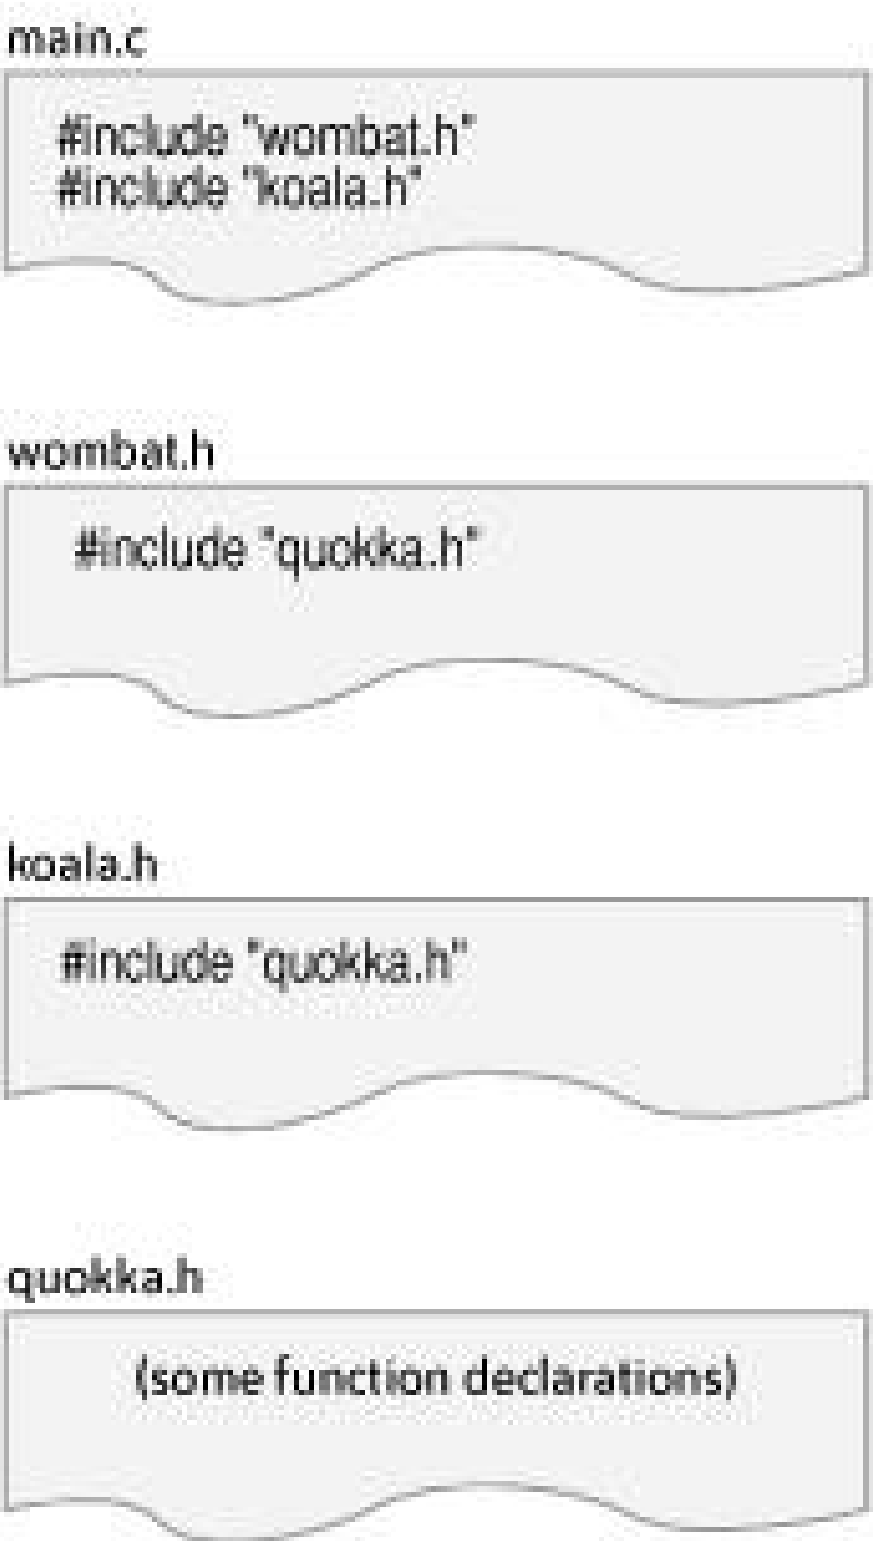 main.c
#include "wombat.h"
#include "koala.h"
wombat.h
#include "quokka.h"
koala.h
#include "quokka.h"
quokka.h
(some function declarations)